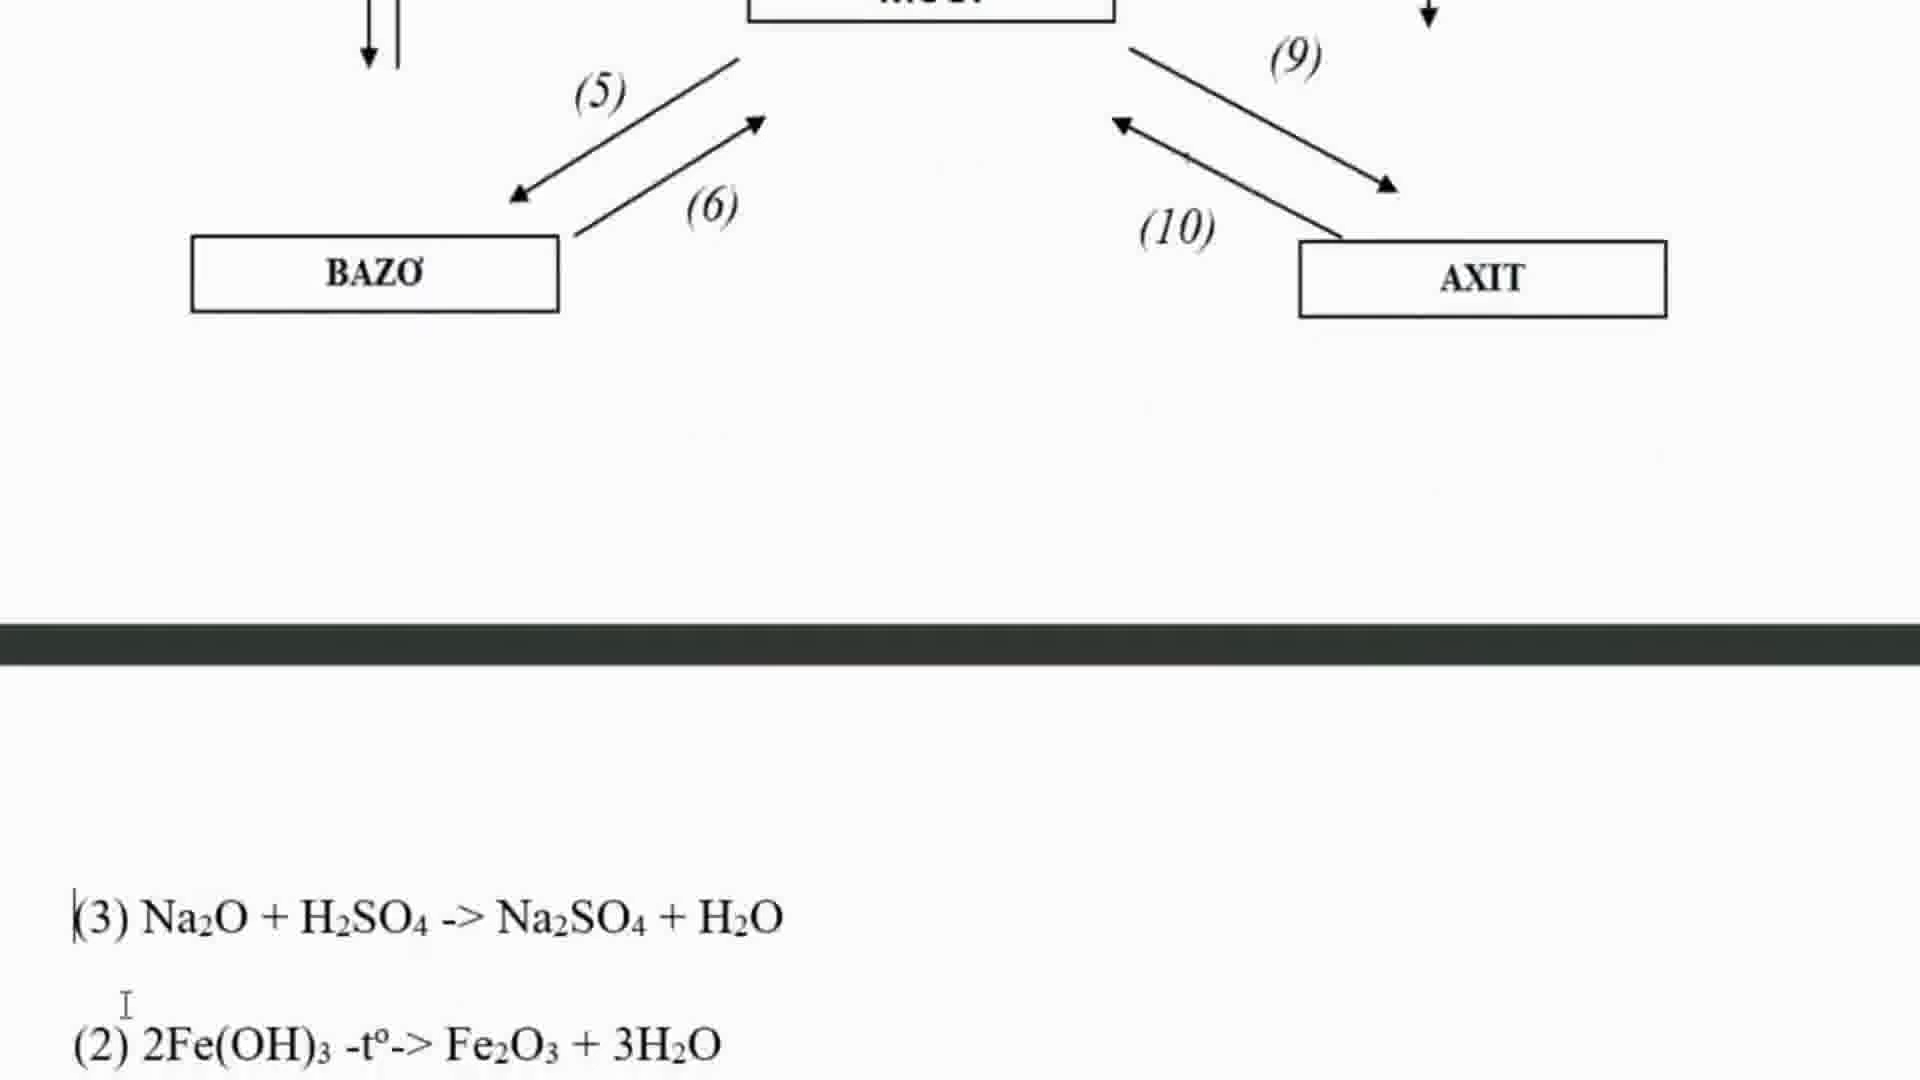 (9)
(5)
(6)
(10)
BAZƠ
AXIT
(3) Na₂O + H₂SO₄ -> Na₂SO₄ + H₂O
(2) 2Fe(OH)₃ -tº-> Fe₂O₃ + 3H₂O